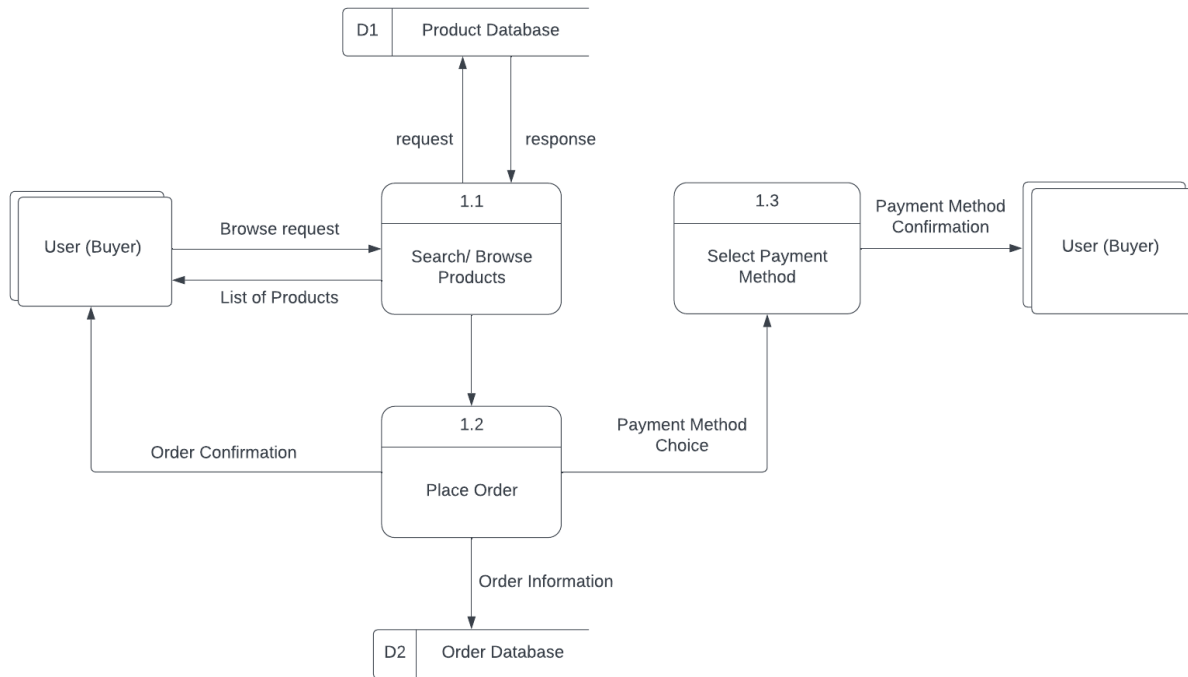 D1
Product Database
request
response
User (Buyer)
Browse request
List of Products
1.1
Search/ Browse
Products
1.3
Select Payment
Method
Payment Method
Confirmation
User (Buyer)
Order Confirmation
1.2
Place Order
Payment Method
Choice
Order Information
D2
Order Database